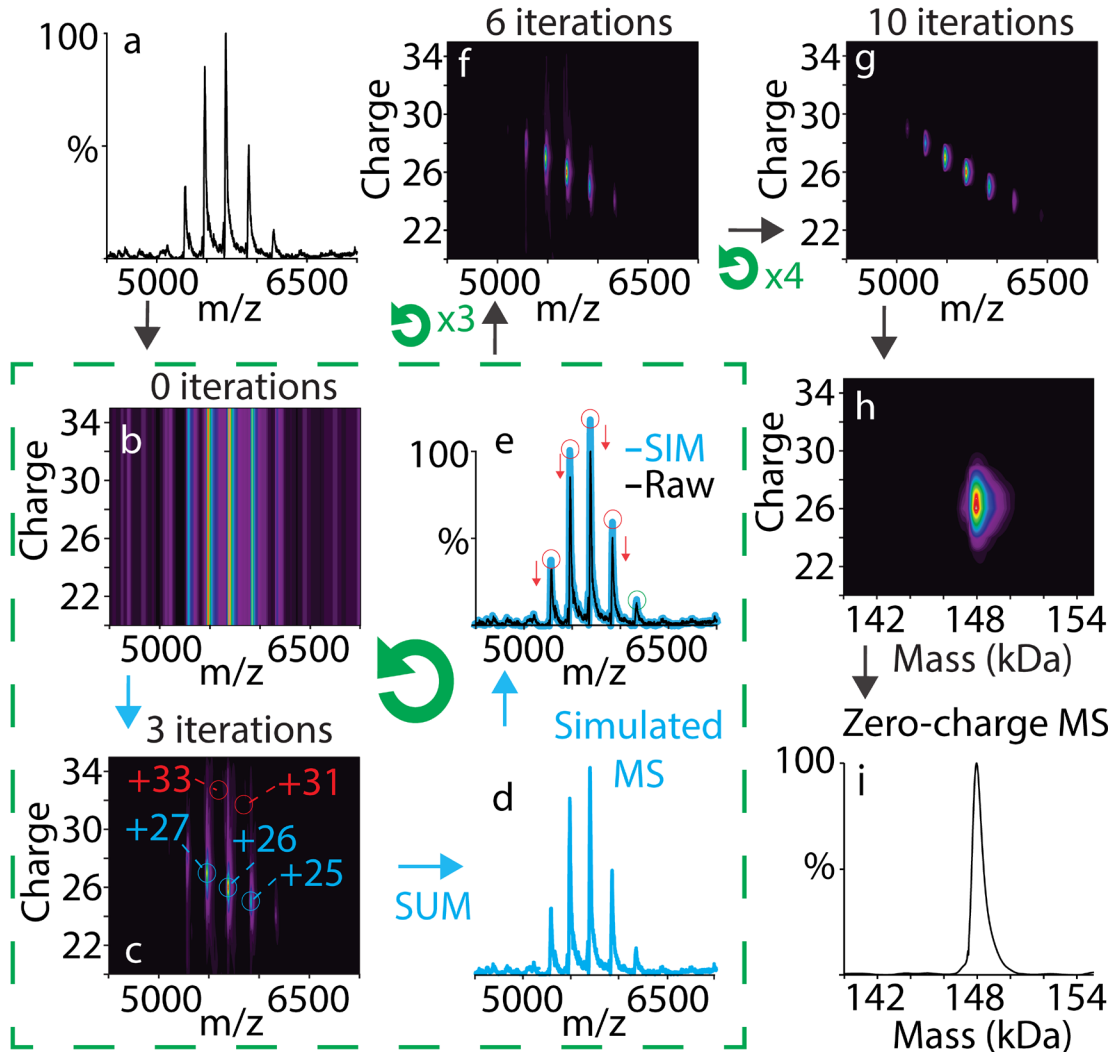 6 iterations
10 iterations
100
a
%
5000
6500
m/z
34
f
30
26
22
Charge
5000
6500
m/z
34
g
30
26
22
Charge
5000
6500
m/z
x3
x4
0 iterations
34
b
30
26
22
Charge
5000
6500
m/z
e
100
%
–SIM
–Raw
5000
6500
m/z
34
h
30
26
22
Charge
142
148
154
Mass (kDa)
3 iterations
34
30
26
22
Charge
+33
+31
+27
+26
+25
c
5000
6500
m/z
SUM
Simulated
MS
d
5000
6500
m/z
Zero-charge MS
100
i
%
142
148
154
Mass (kDa)